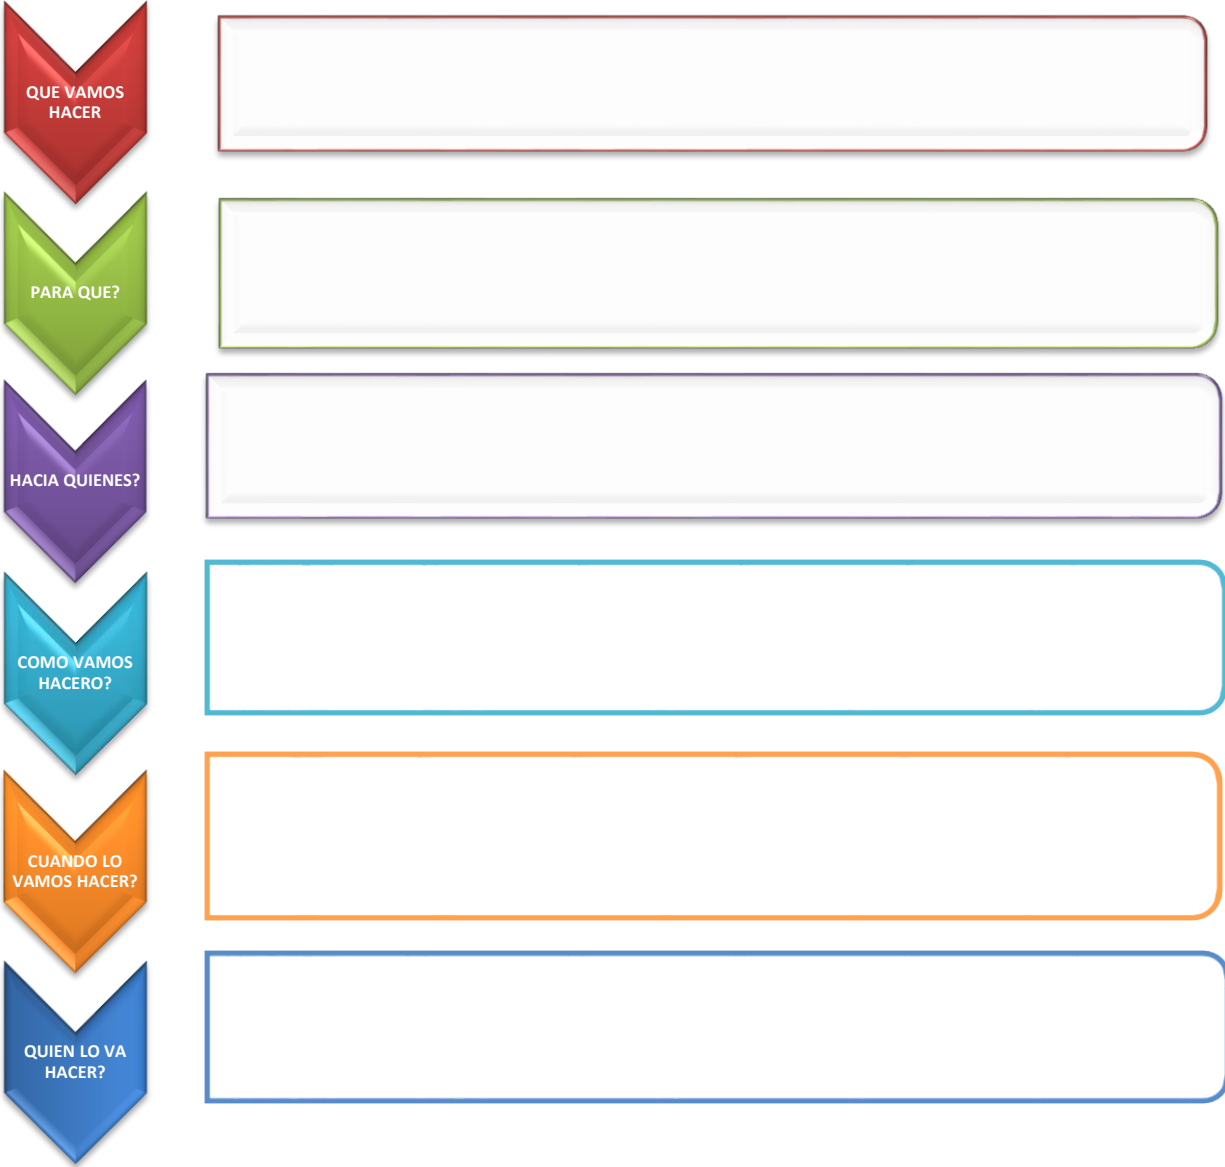 QUE VAMOS
HACER
PARA QUE?
HACIA QUIENES?
COMO VAMOS
HACERO?
CUANDO LO
VAMOS HACER?
QUIEN LO VA
HACER?